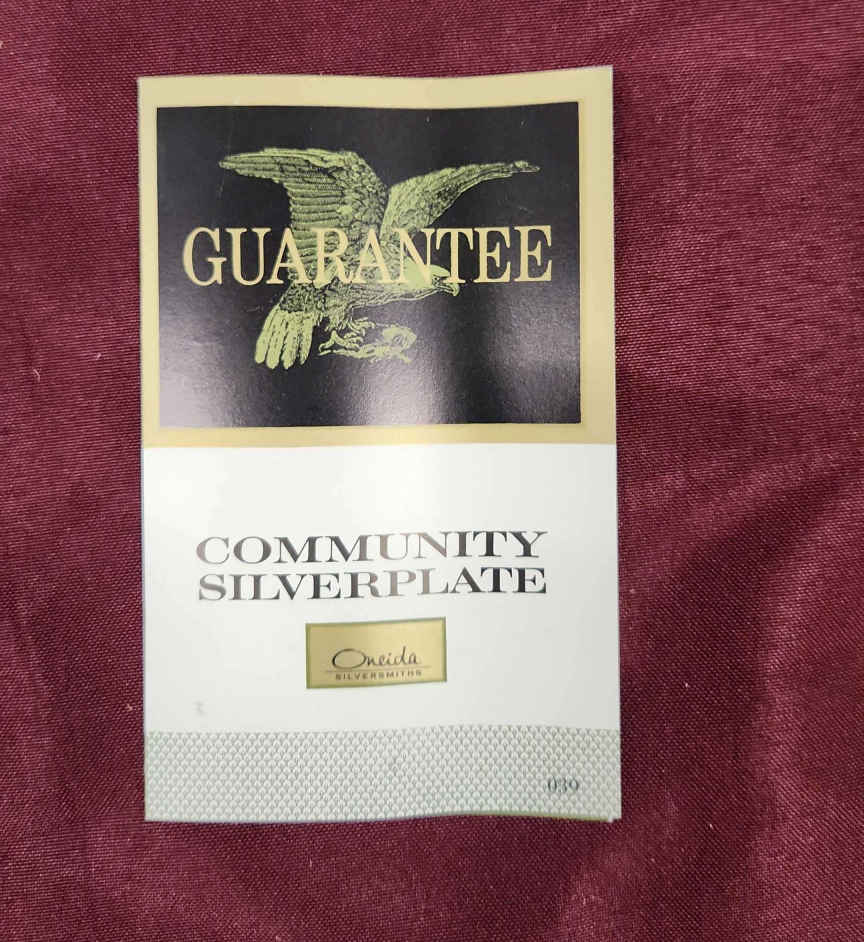 GUARANTEE
COMMUNITY
SILVERPLATE
Oneida
SILVERSMITHS
039